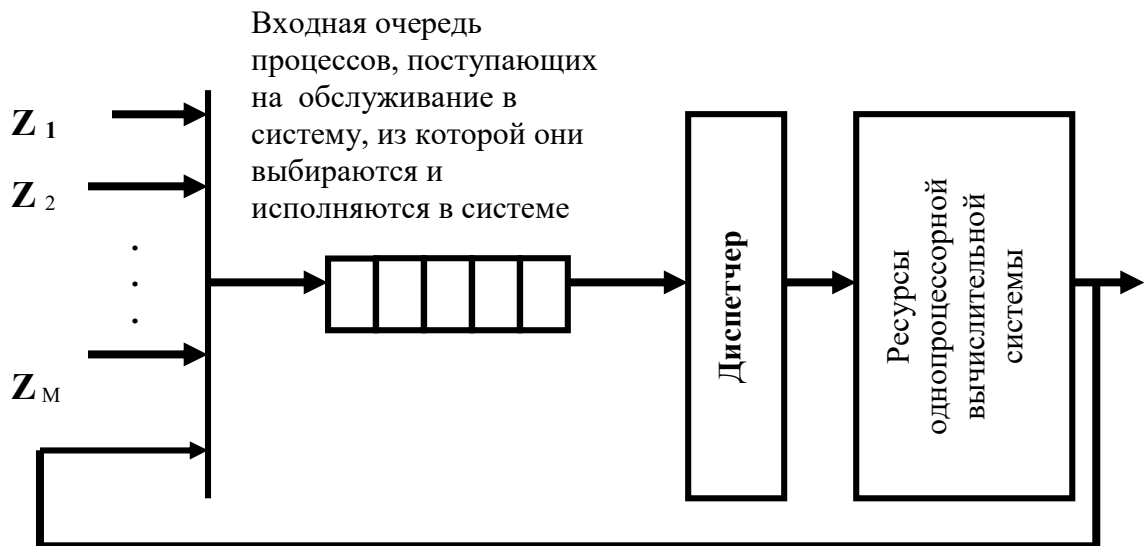 Входная очередь
процессов, поступающих
на обслуживание в
систему, из которой они
выбираются и
исполняются в системе
Z 1
Z 2
.
.
.
Z M
Диспетчер
Ресурсы
однопроцессорной
вычислительной
системы